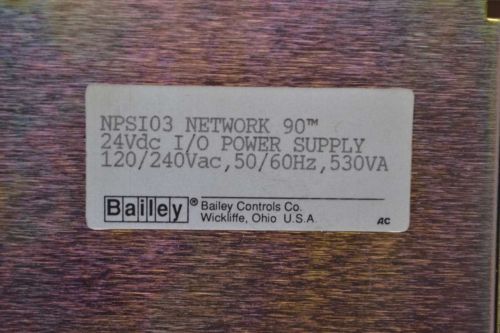 NPSI03 NETWORK 90™
24Vdc I/O POWER SUPPLY
120/240Vac,50/60Hz,530VA
Bailey® Bailey Controls Co.
Wickliffe, Ohio U.S.A.
AC